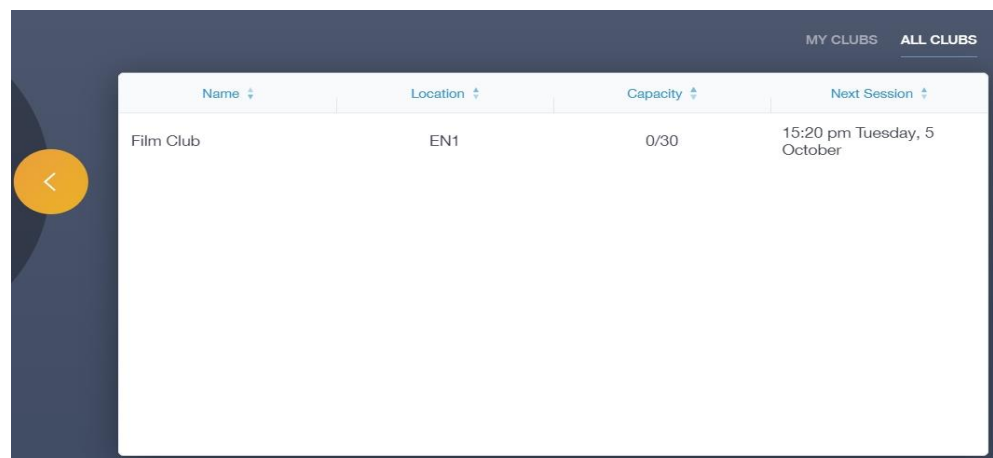 MY CLUBS ALL CLUBS
Name Location Capacity Next Session
Film Club EN1 0/30 15:20 pm Tuesday, 5
October